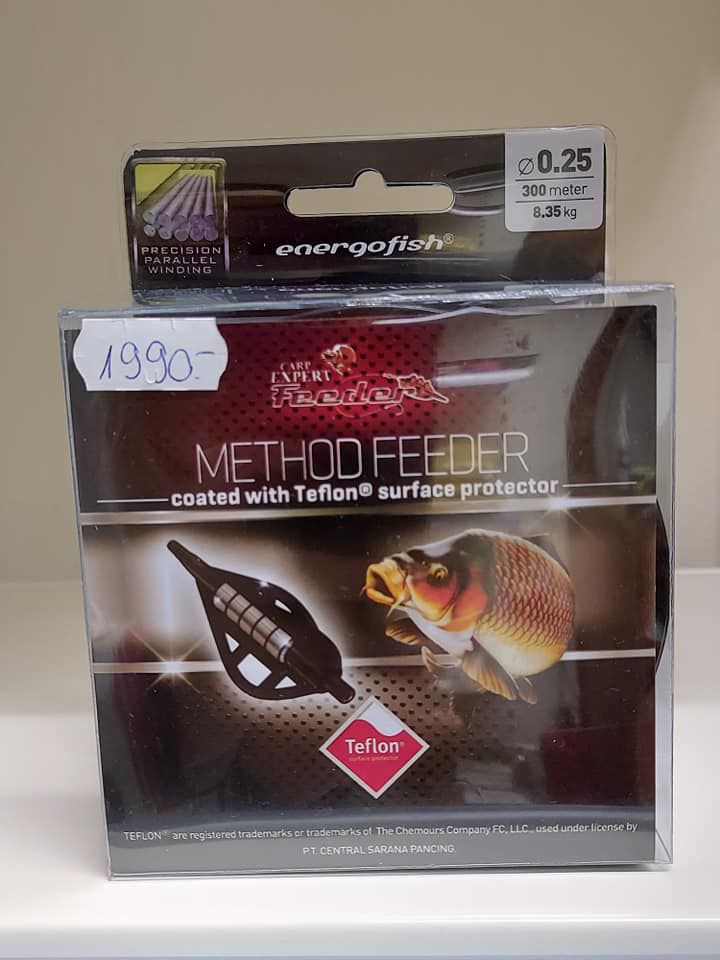 PRECISION
PARALLEL
WINDING
energofish®
Ø0.25
300 meter
8.35 kg
1990.-
CARP
EXPERT
Feeder
METHOD FEEDER
coated with Teflon® surface protector
Teflon®
surface protector
TEFLON® are registered trademarks or trademarks of The Chemours Company FC, LLC., used under license by
P.T. CENTRAL SARANA PANCING.